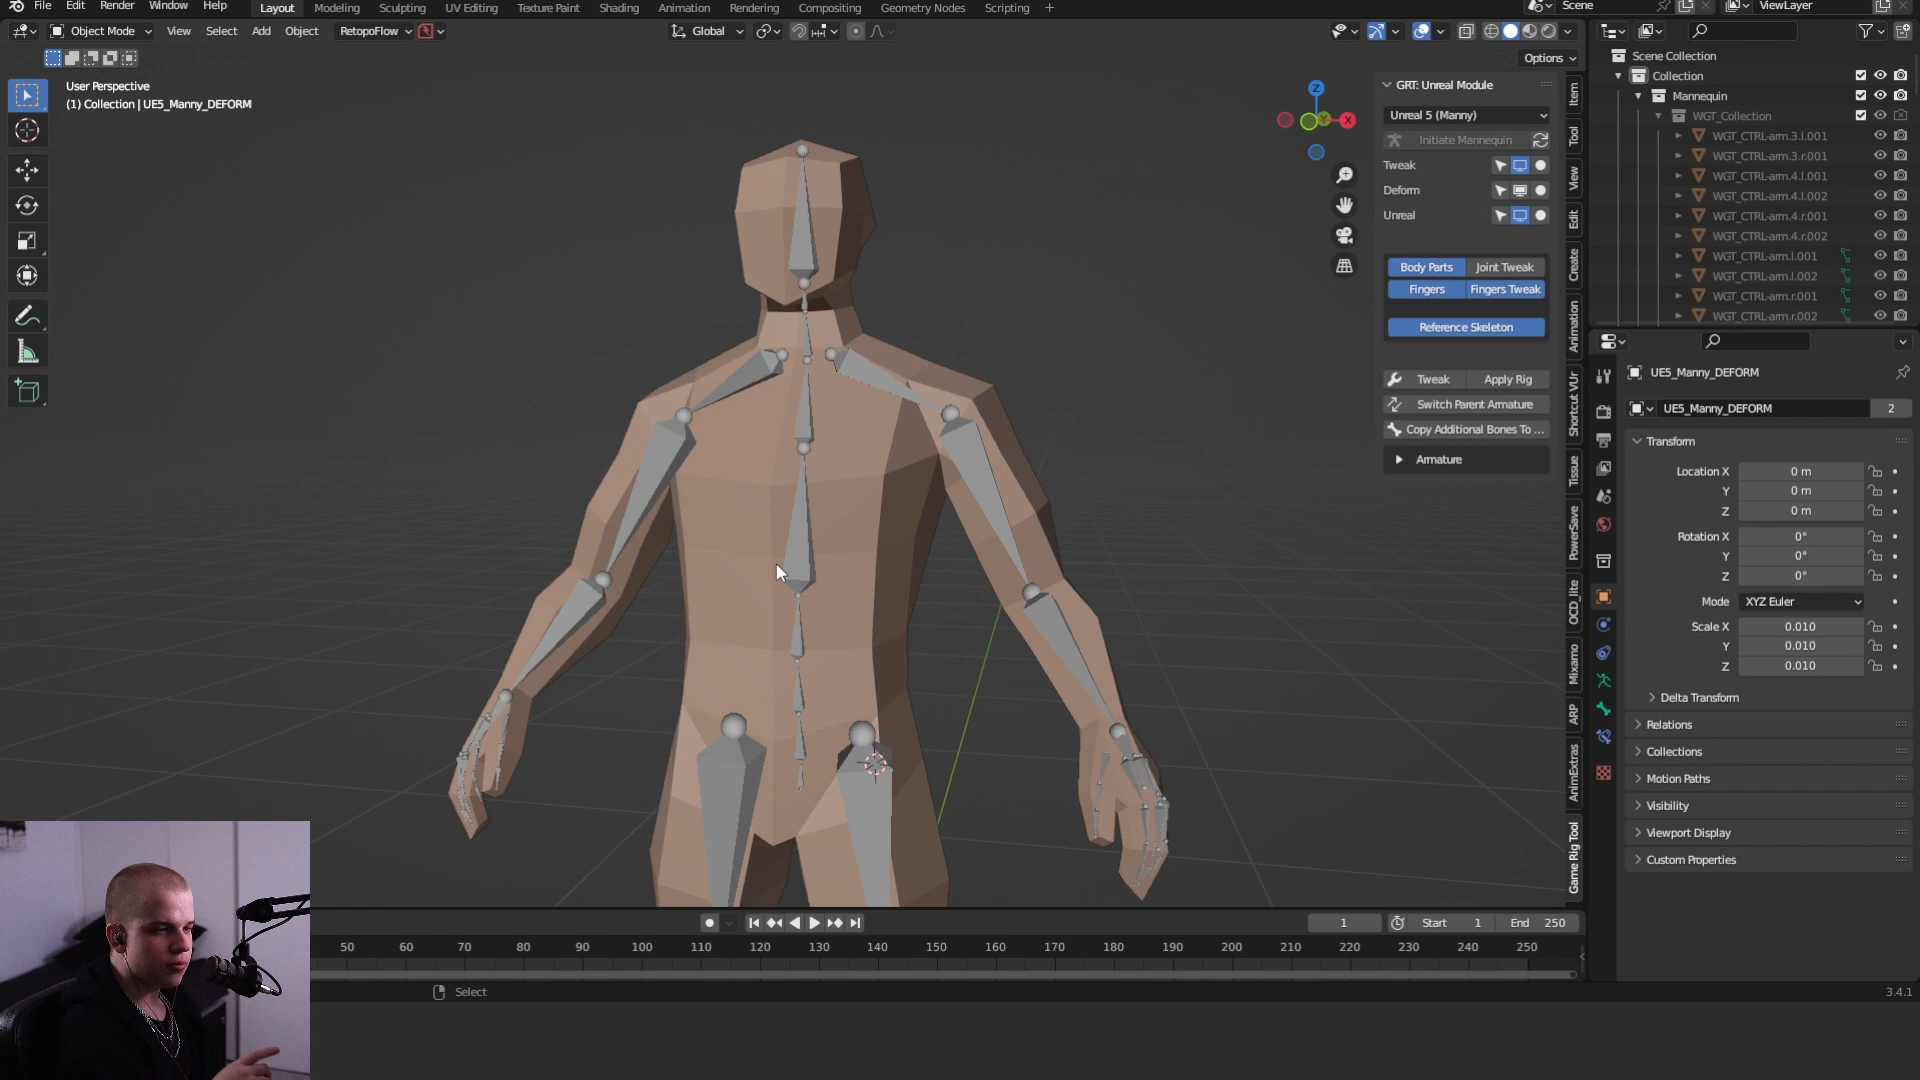 File Edit Render Window Help Layout Modeling Sculpting UV Editing Texture Paint Shading Animation Rendering Compositing Geometry Nodes Scripting + Scene ViewLayer
Object Mode View Select Add Object RetopoFlow Global
Options
User Perspective
(1) Collection | UE5_Manny_DEFORM
Z
X
GRT: Unreal Module
Unreal 5 (Manny)
Initiate Mannequin
Tweak
Deform
Unreal
Body Parts Joint Tweak
Fingers Fingers Tweak
Reference Skeleton
Tweak Apply Rig
Switch Parent Armature
Copy Additional Bones To ...
Armature
Item
Tool
View
Edit
Create
Animation
Shortcut VUr
Tissue
PowerSave
OCD_lite
Mixamo
ARP
AnimExtras
Game Rig Tool
Scene Collection
Collection
Mannequin
WGT_Collection
WGT_CTRL-arm.3.l.001
WGT_CTRL-arm.3.r.001
WGT_CTRL-arm.4.l.001
WGT_CTRL-arm.4.l.002
WGT_CTRL-arm.4.r.001
WGT_CTRL-arm.4.r.002
WGT_CTRL-arm.l.001
WGT_CTRL-arm.l.002
WGT_CTRL-arm.r.001
WGT_CTRL-arm.r.002
UE5_Manny_DEFORM
UE5_Manny_DEFORM 2
Transform
Location X 0 m
Y 0 m
Z 0 m
Rotation X 0°
Y 0°
Z 0°
Mode XYZ Euler
Scale X 0.010
Y 0.010
Z 0.010
Delta Transform
Relations
Collections
Motion Paths
Visibility
Viewport Display
Custom Properties
1 Start 1 End 250
50 60 70 80 90 100 110 120 130 140 150 160 170 180 190 200 210 220 230 240 250
Select
3.4.1